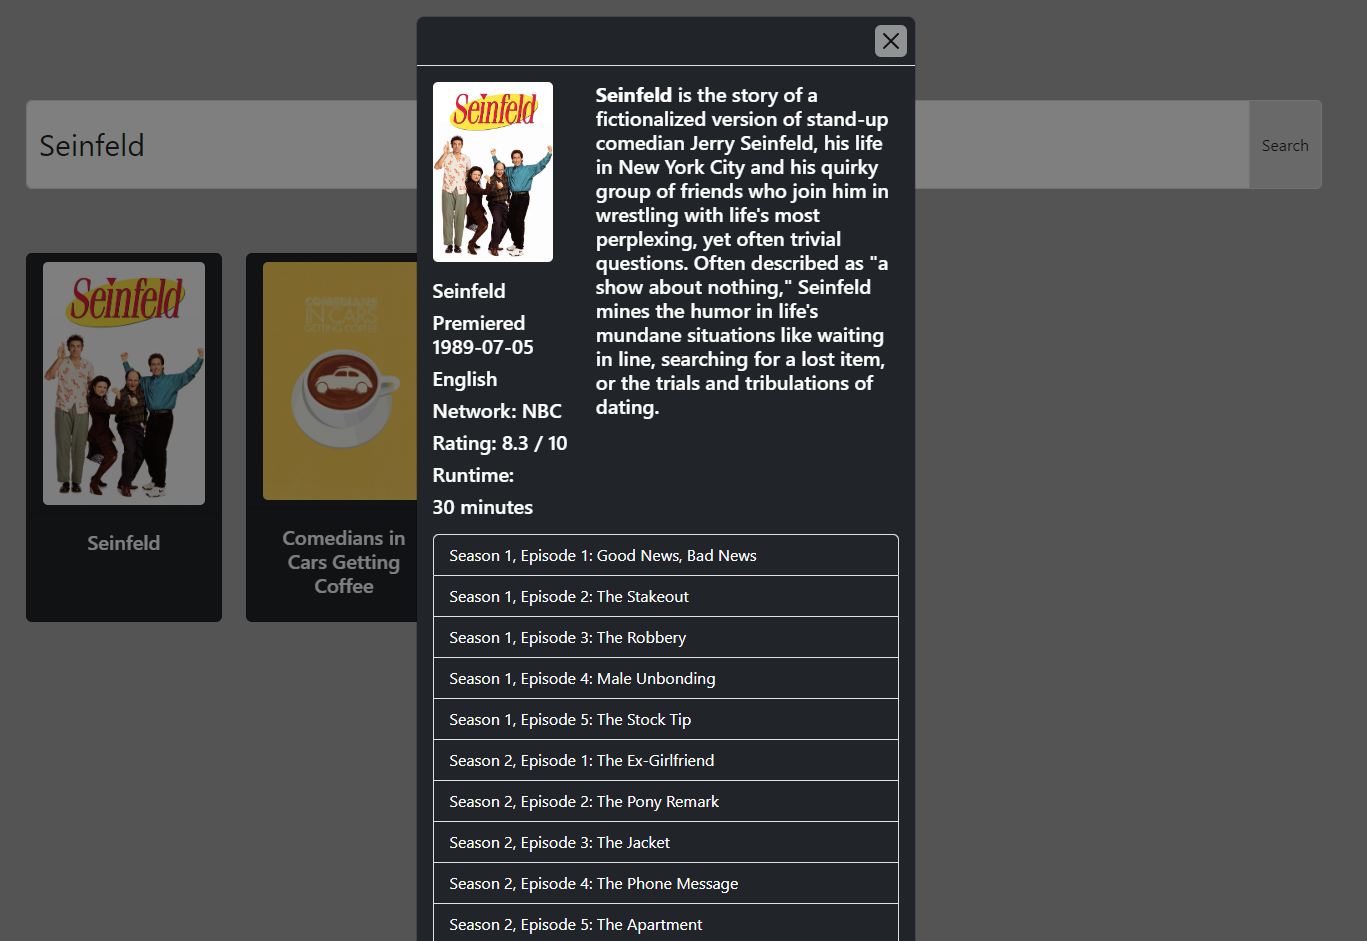 Seinfeld
Search
Seinfeld
Seinfeld
COMEDIANS
IN CARS
GETTING
COFFEE
Comedians in
Cars Getting
Coffee
Seinfeld
Seinfeld
Premiered
1989-07-05
English
Network: NBC
Rating: 8.3 / 10
Runtime:
30 minutes
Seinfeld is the story of a
fictionalized version of stand-up
comedian Jerry Seinfeld, his life
in New York City and his quirky
group of friends who join him in
wrestling with life's most
perplexing, yet often trivial
questions. Often described as "a
show about nothing," Seinfeld
mines the humor in life's
mundane situations like waiting
in line, searching for a lost item,
or the trials and tribulations of
dating.
Season 1, Episode 1: Good News, Bad News
Season 1, Episode 2: The Stakeout
Season 1, Episode 3: The Robbery
Season 1, Episode 4: Male Unbonding
Season 1, Episode 5: The Stock Tip
Season 2, Episode 1: The Ex-Girlfriend
Season 2, Episode 2: The Pony Remark
Season 2, Episode 3: The Jacket
Season 2, Episode 4: The Phone Message
Season 2, Episode 5: The Apartment